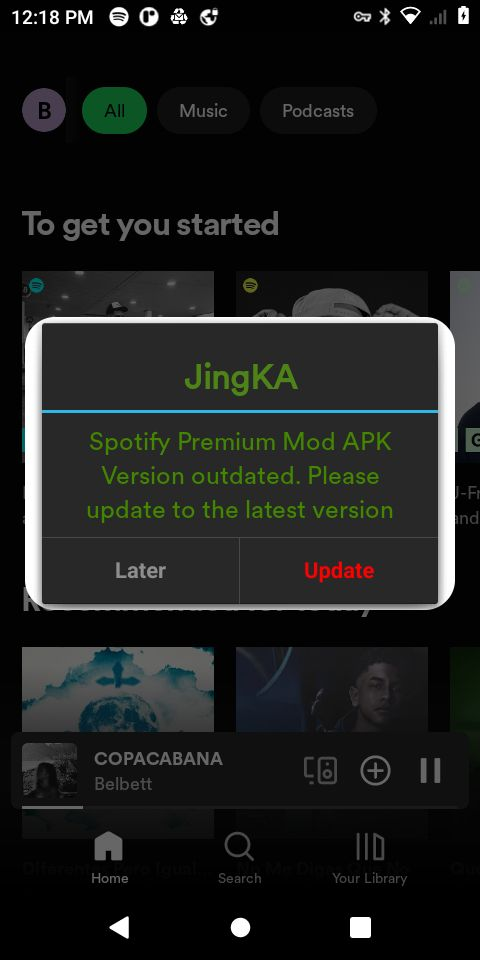 12:18 PM
B
All
Music
Podcasts
To get you started
JingKA
Spotify Premium Mod APK
Version outdated. Please
update to the latest version
Later
Update
COPACABANA
Belbett
Home
Search
Your Library